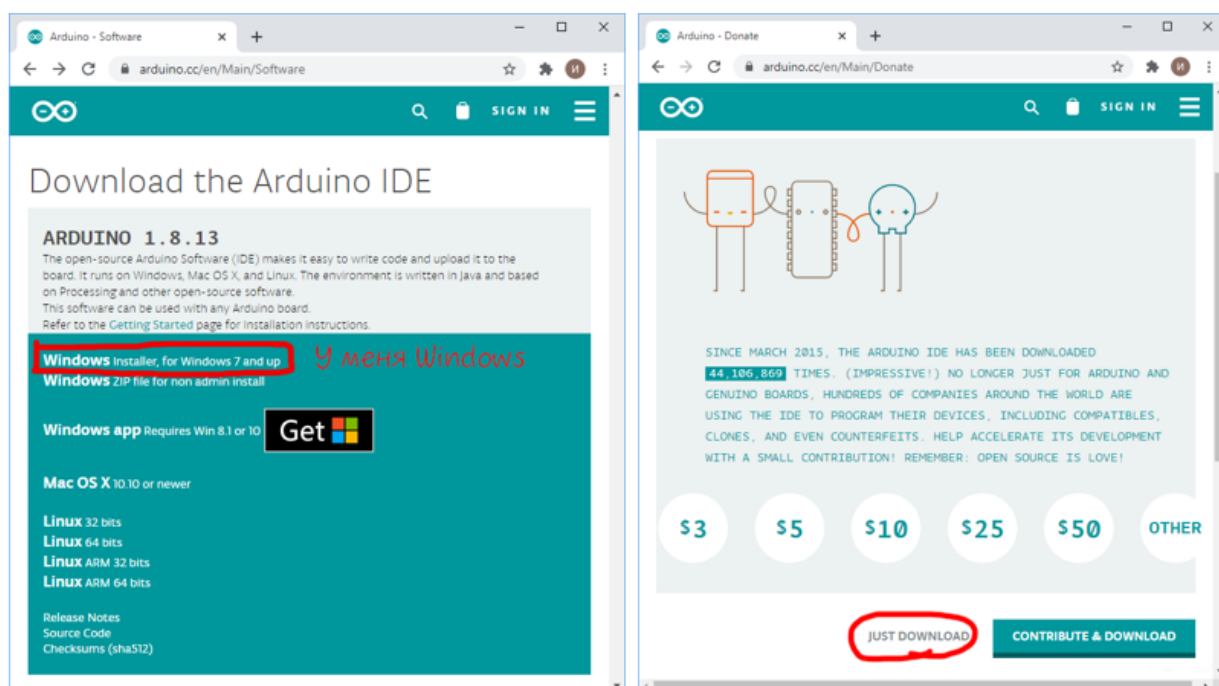 Arduino - Software
arduino.cc/en/Main/Software
И
SIGN IN
Download the Arduino IDE
ARDUINO 1.8.13
The open-source Arduino Software (IDE) makes it easy to write code and upload it to the
board. It runs on Windows, Mac OS X, and Linux. The environment is written in Java and based
on Processing and other open-source software.
This software can be used with any Arduino board.
Refer to the Getting Started page for Installation instructions.
Windows Installer, for Windows 7 and up
У меня Windows
Windows ZIP file for non admin install
Windows app Requires Win 8.1 or 10
Get
Mac OS X 10.10 or newer
Linux 32 bits
Linux 64 bits
Linux ARM 32 bits
Linux ARM 64 bits
Release Notes
Source Code
Checksums (sha512)
Arduino - Donate
arduino.cc/en/Main/Donate
И
SIGN IN
SINCE MARCH 2015, THE ARDUINO IDE HAS BEEN DOWNLOADED
44,106,869 TIMES. (IMPRESSIVE!) NO LONGER JUST FOR ARDUINO AND
GENUINO BOARDS, HUNDREDS OF COMPANIES AROUND THE WORLD ARE
USING THE IDE TO PROGRAM THEIR DEVICES, INCLUDING COMPATIBLES,
CLONES, AND EVEN COUNTERFEITS. HELP ACCELERATE ITS DEVELOPMENT
WITH A SMALL CONTRIBUTION! REMEMBER: OPEN SOURCE IS LOVE!
$3 $5 $10 $25 $50 OTHER
JUST DOWNLOAD
CONTRIBUTE & DOWNLOAD